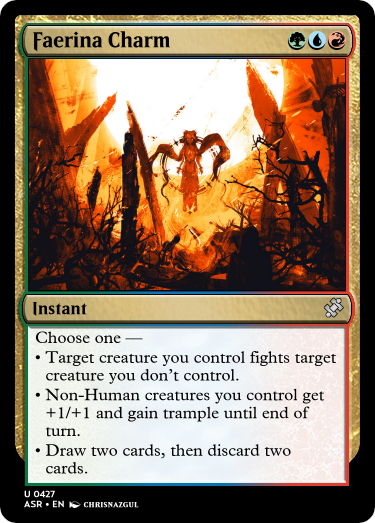 Faerina Charm
Instant
Choose one —
• Target creature you control fights target
creature you don't control.
• Non-Human creatures you control get
+1/+1 and gain trample until end of
turn.
• Draw two cards, then discard two
cards.
U 0427
ASR • EN CHRISNAZGUL